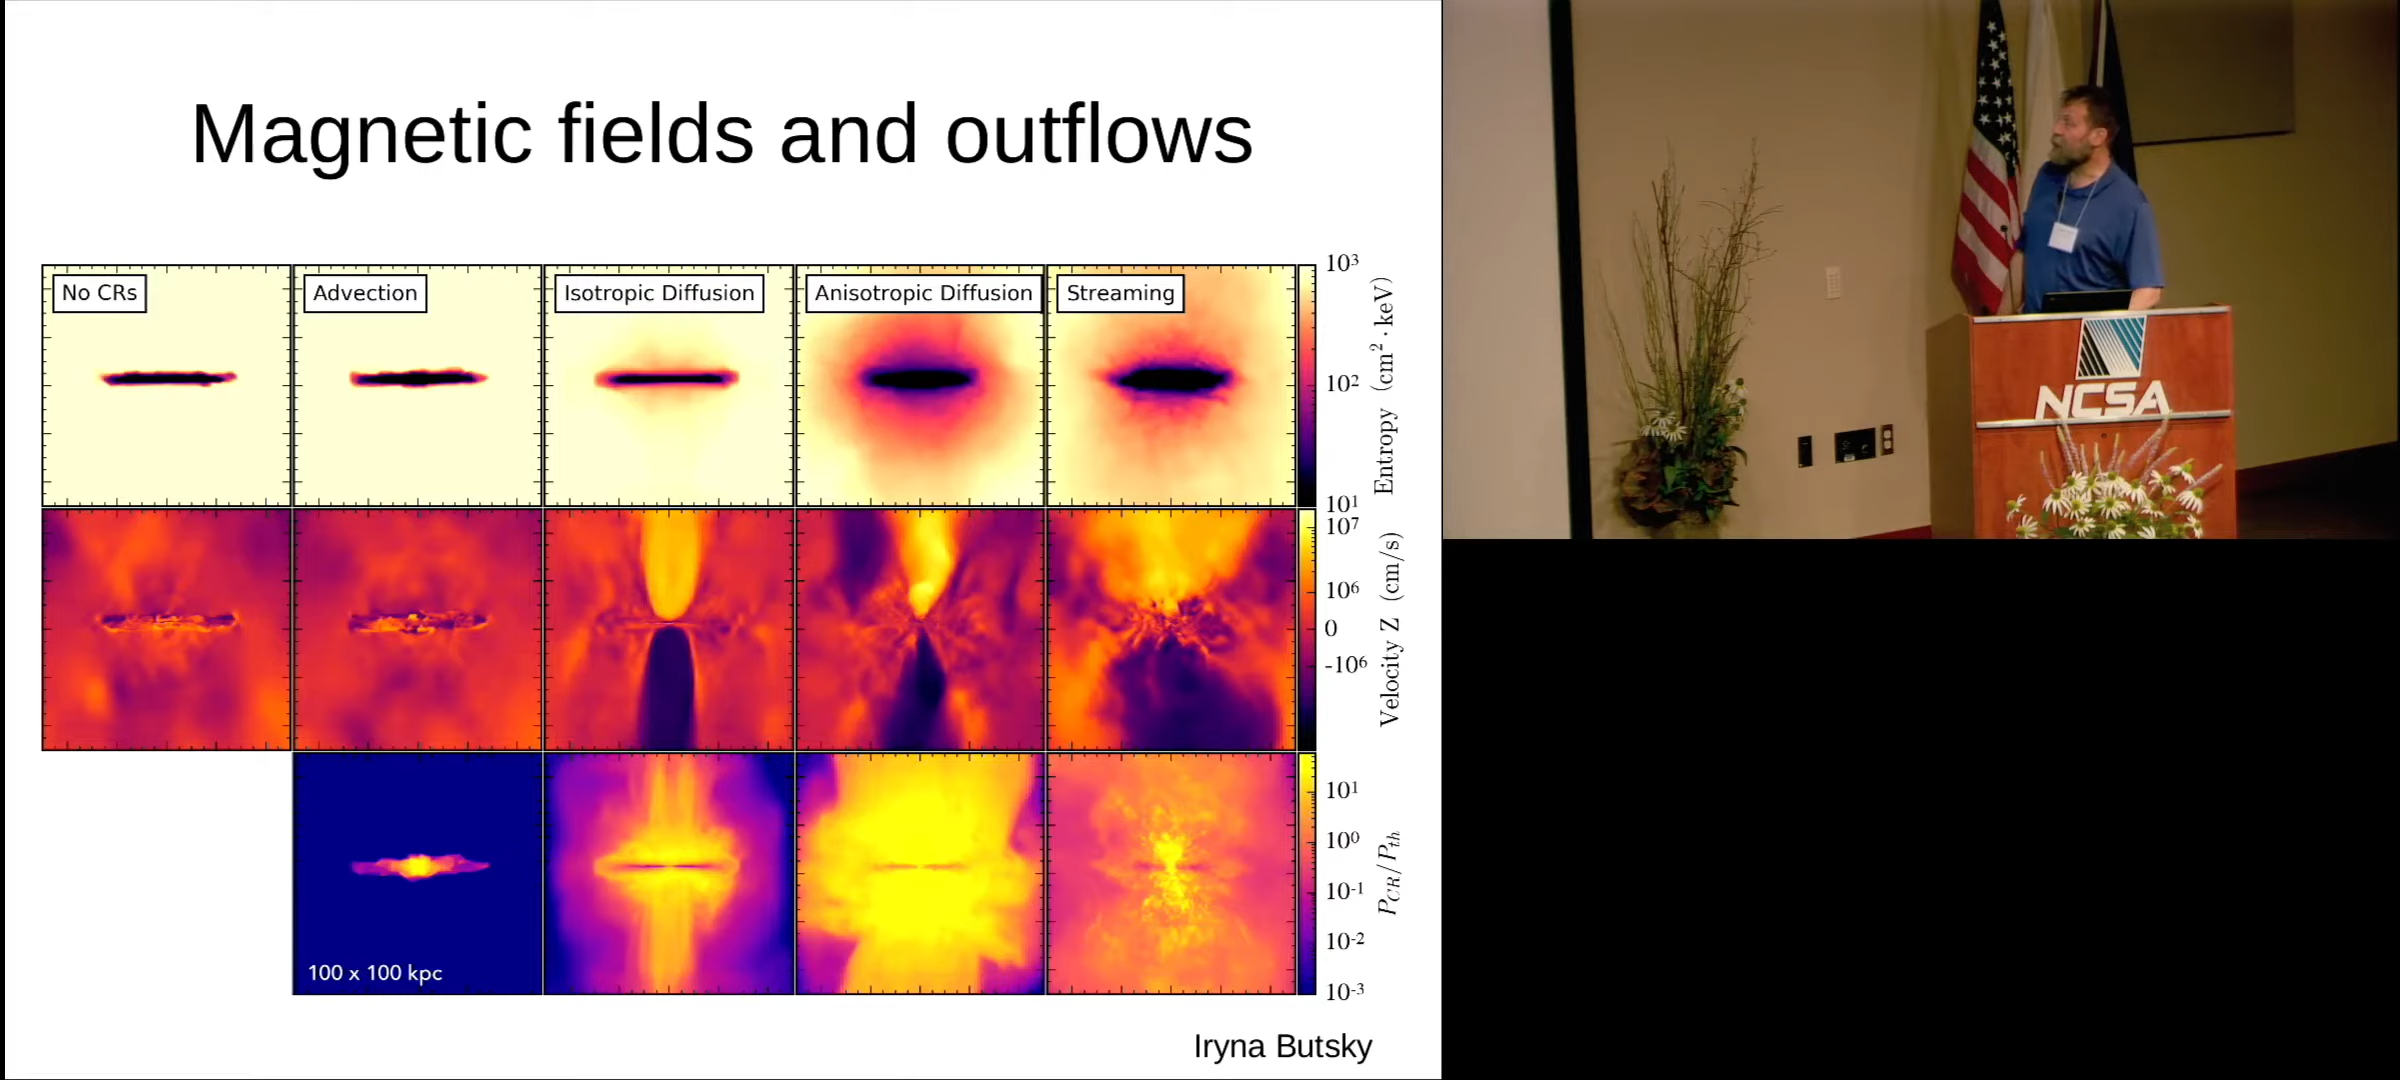 Magnetic fields and outflows
No CRs
Advection
Isotropic Diffusion
Anisotropic Diffusion
Streaming
10³
10²
10¹
Entropy (cm²·keV)
10⁷
10⁶
0
-10⁶
Velocity Z (cm/s)
10¹
10⁰
10⁻¹
10⁻²
10⁻³
P_CR/P_th
100 x 100 kpc
Iryna Butsky
NCSA